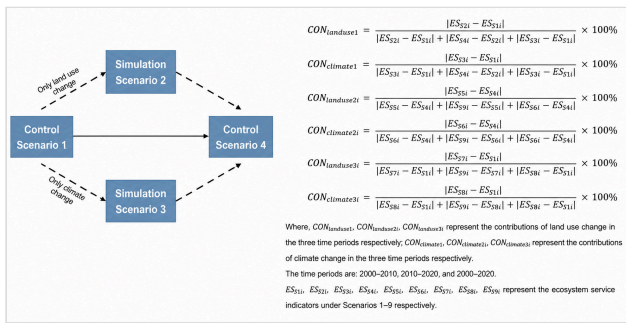 Only land use
change
Simulation
Scenario 2
Control
Scenario 1
Control
Scenario 4
Only climate
change
Simulation
Scenario 3
CON_landuse1 = |ES_S2i − ES_S1i| / (|ES_S2i − ES_S1i| + |ES_S4i − ES_S2i| + |ES_S3i − ES_S1i|) × 100%
CON_climate1 = |ES_S3i − ES_S1i| / (|ES_S3i − ES_S1i| + |ES_S4i − ES_S2i| + |ES_S3i − ES_S1i|) × 100%
CON_landuse2i = |ES_S5i − ES_S4i| / (|ES_S5i − ES_S4i| + |ES_S9i − ES_S5i| + |ES_S6i − ES_S4i|) × 100%
CON_climate2i = |ES_S6i − ES_S4i| / (|ES_S6i − ES_S4i| + |ES_S9i − ES_S6i| + |ES_S6i − ES_S1i|) × 100%
CON_landuse3i = |ES_S7i − ES_S1i| / (|ES_S7i − ES_S1i| + |ES_S9i − ES_S7i| + |ES_S8i − ES_S1i|) × 100%
CON_climate3i = |ES_S8i − ES_S1i| / (|ES_S8i − ES_S1i| + |ES_S9i − ES_S8i| + |ES_S8i − ES_S1i|) × 100%
Where, CON_landuse1, CON_landuse2i, CON_landuse3i represent the contributions of land use change in
the three time periods respectively; CON_climate1, CON_climate2i, CON_climate3i represent the contributions
of climate change in the three time periods respectively.
The time periods are: 2000–2010, 2010–2020, and 2000–2020.
ES_S1i, ES_S2i, ES_S3i, ES_S4i, ES_S5i, ES_S6i, ES_S7i, ES_S8i, ES_S9i represent the ecosystem service
indicators under Scenarios 1–9 respectively.